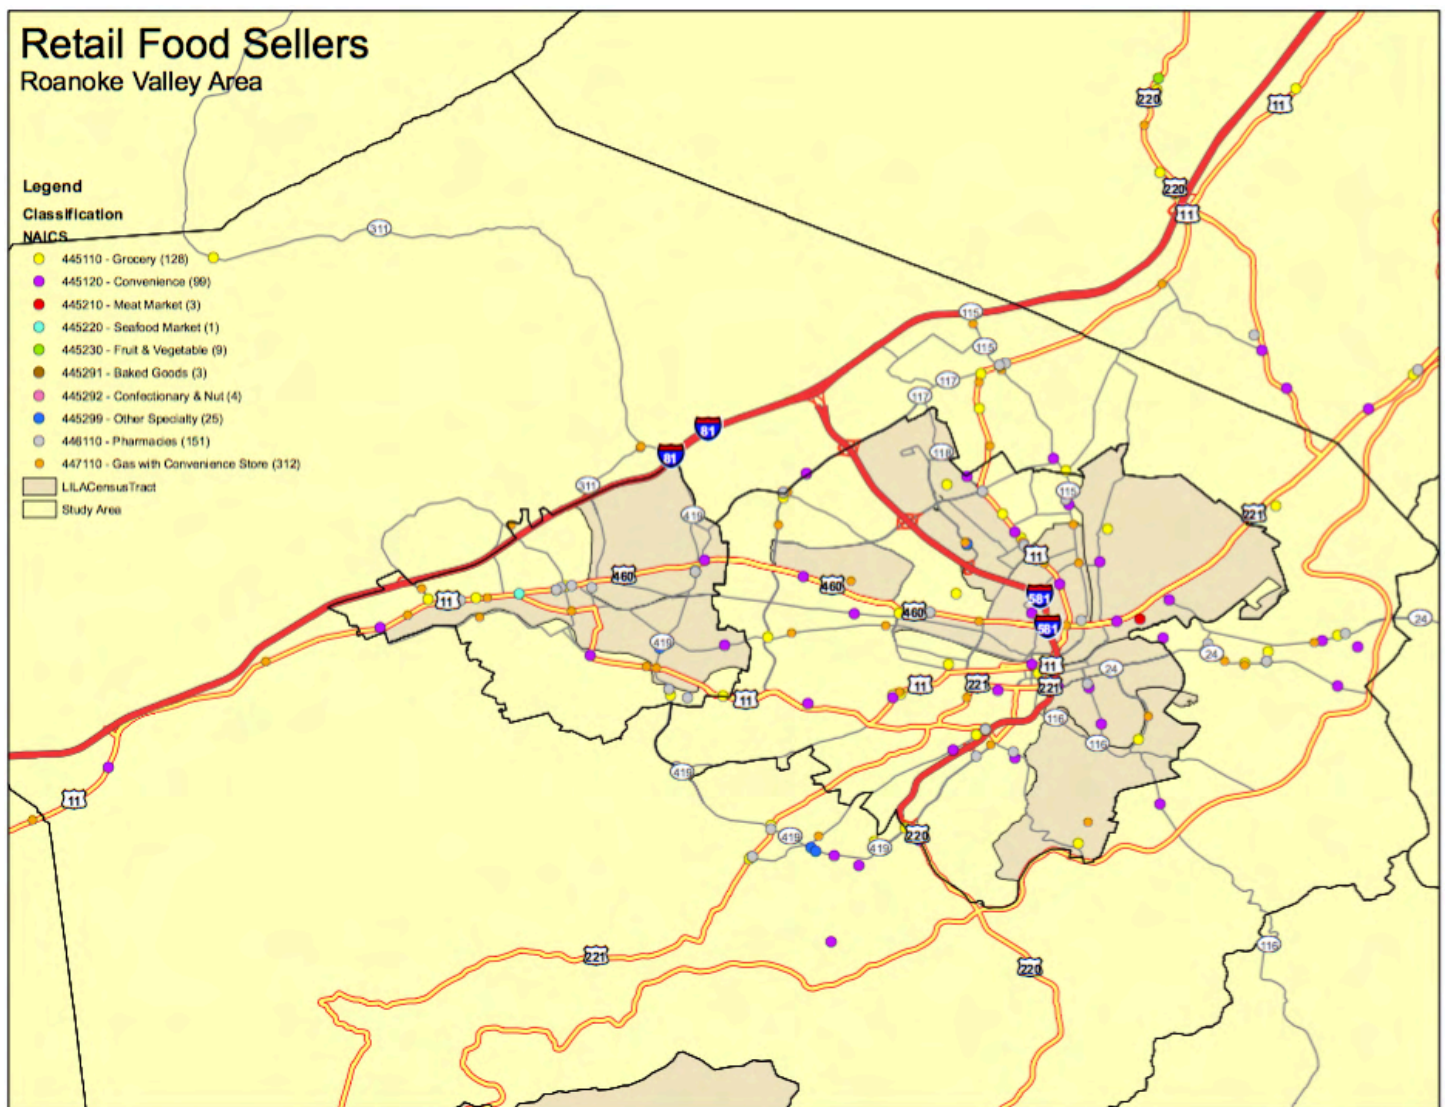 Retail Food Sellers
Roanoke Valley Area
Legend
Classification
NAICS
445110 - Grocery (128)
445120 - Convenience (99)
445210 - Meat Market (3)
445220 - Seafood Market (1)
445230 - Fruit & Vegetable (9)
445291 - Baked Goods (3)
445292 - Confectionary & Nut (4)
445299 - Other Specialty (25)
446110 - Pharmacies (151)
447110 - Gas with Convenience Store (312)
LILACensusTract
Study Area
220
11
220
11
311
115
115
117
117
81
81
118
311
115
419
221
11
460
460
581
11
460
581
24
419
24
11
24
11
221
221
11
116
116
419
11
419
220
419
116
221
220